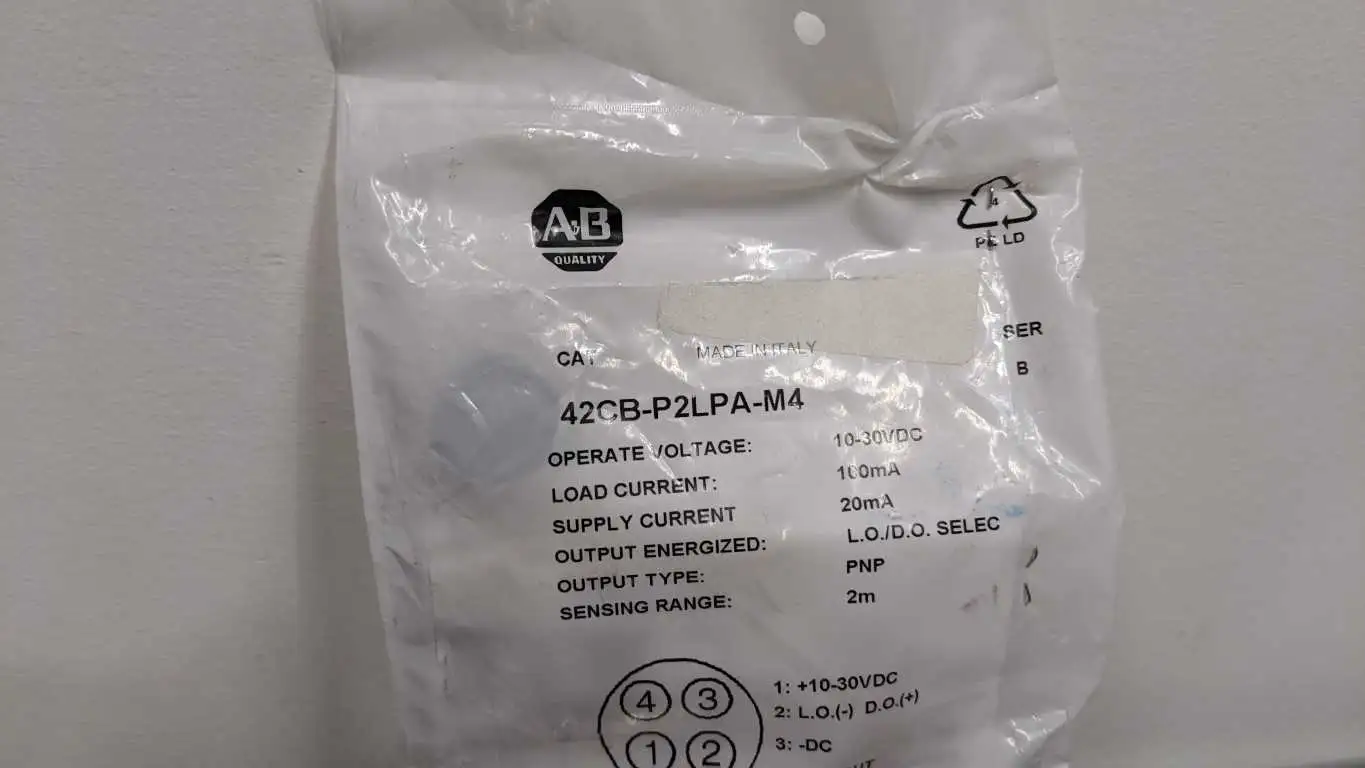 A·B
QUALITY
4
PE LD
CAT
MADE IN ITALY
SER
B
42CB-P2LPA-M4
OPERATE VOLTAGE: 10-30VDC
LOAD CURRENT: 100mA
SUPPLY CURRENT 20mA
OUTPUT ENERGIZED: L.O./D.O. SELEC
OUTPUT TYPE: PNP
SENSING RANGE: 2m
4 3
1 2
1: +10-30VDC
2: L.O.(-) D.O.(+)
3: -DC